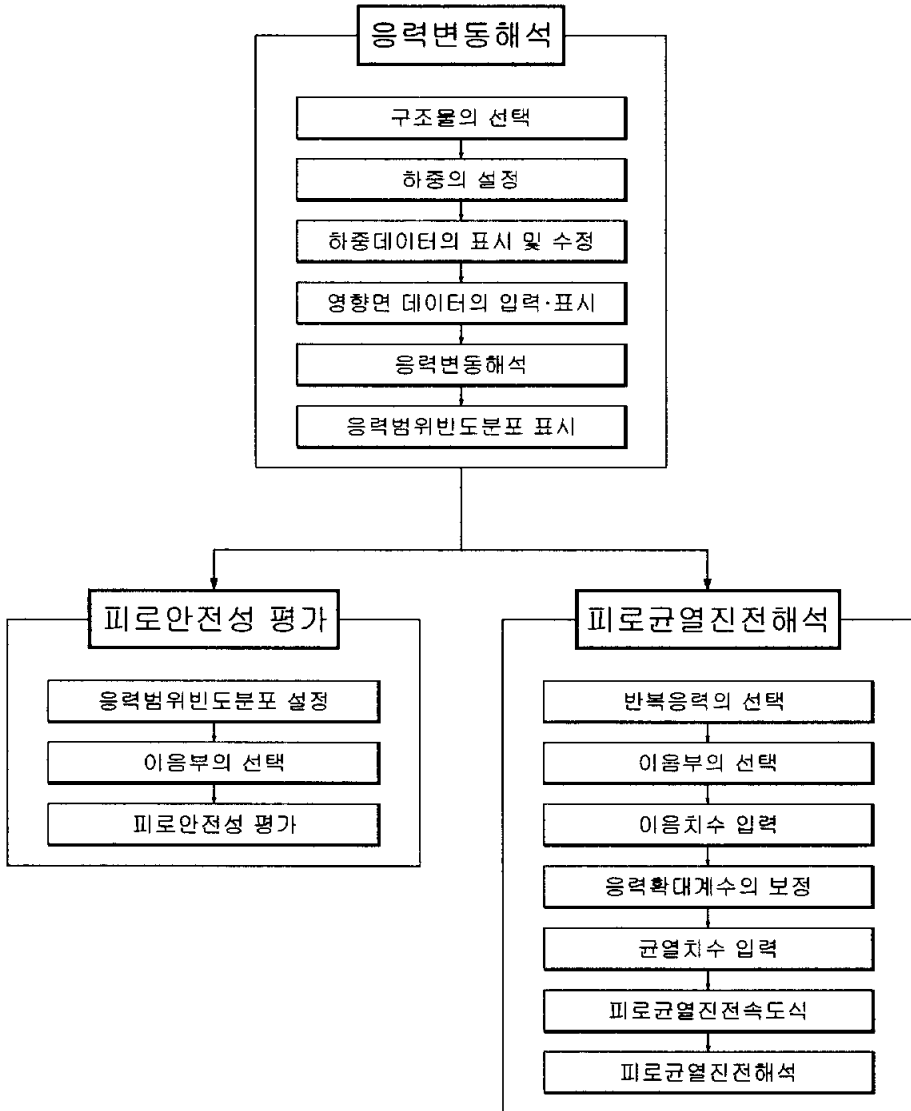 응력변동해석
구조물의 선택
하중의 설정
하중데이터의 표시 및 수정
영향면 데이터의 입력·표시
응력변동해석
응력범위빈도분포 표시
피로안전성 평가
응력범위빈도분포 설정
이음부의 선택
피로안전성 평가
피로균열진전해석
반복응력의 선택
이음부의 선택
이음치수 입력
응력확대계수의 보정
균열치수 입력
피로균열진전속도식
피로균열진전해석